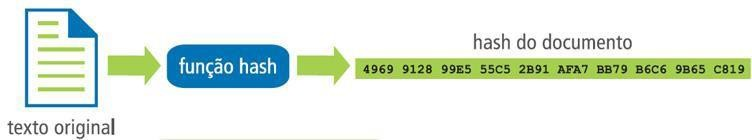 hash do documento
função hash
4969 9128 99E5 55C5 2B91 AFA7 BB79 B6C6 9B65 C819
texto original